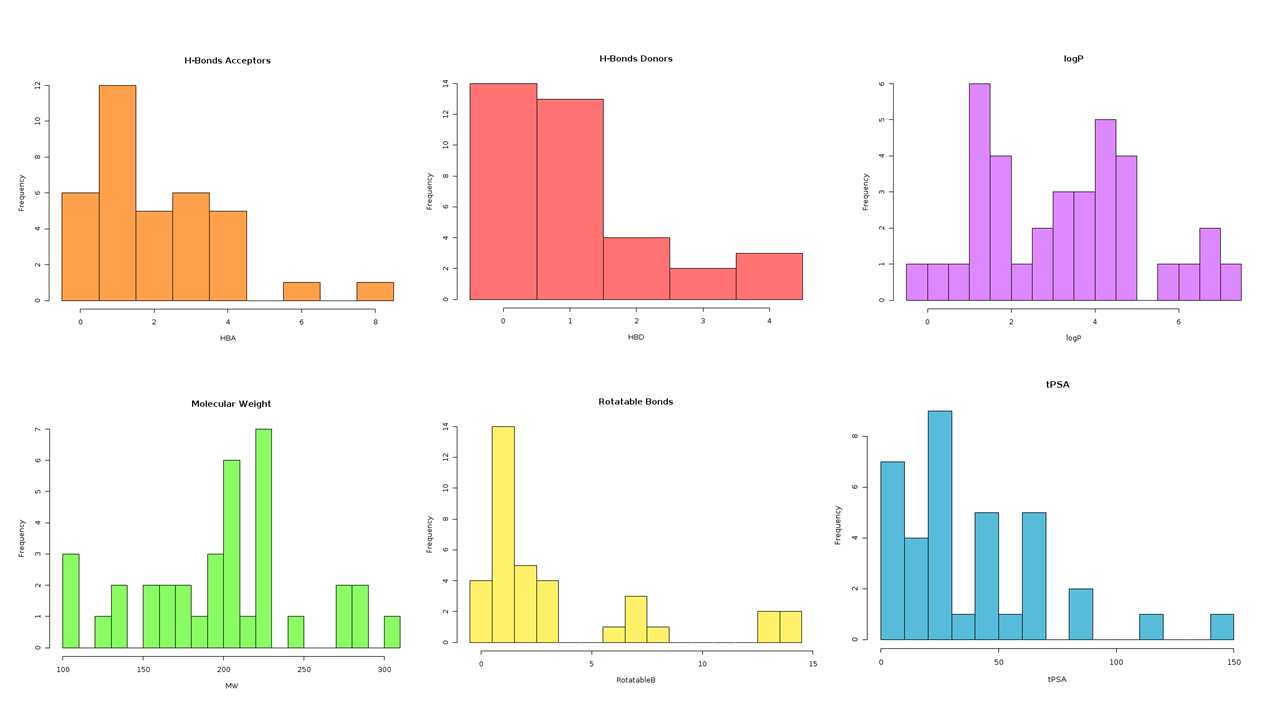 H-Bonds Acceptors
Frequency
0 2 4 6 8 10 12
0 2 4 6 8
HBA
H-Bonds Donors
Frequency
0 2 4 6 8 10 12 14
0 1 2 3 4
HBD
logP
Frequency
0 1 2 3 4 5 6
0 2 4 6
logP
Molecular Weight
Frequency
0 1 2 3 4 5 6 7
100 150 200 250 300
MW
Rotatable Bonds
Frequency
0 2 4 6 8 10 12 14
0 5 10 15
RotatableB
tPSA
Frequency
0 2 4 6 8
0 50 100 150
tPSA